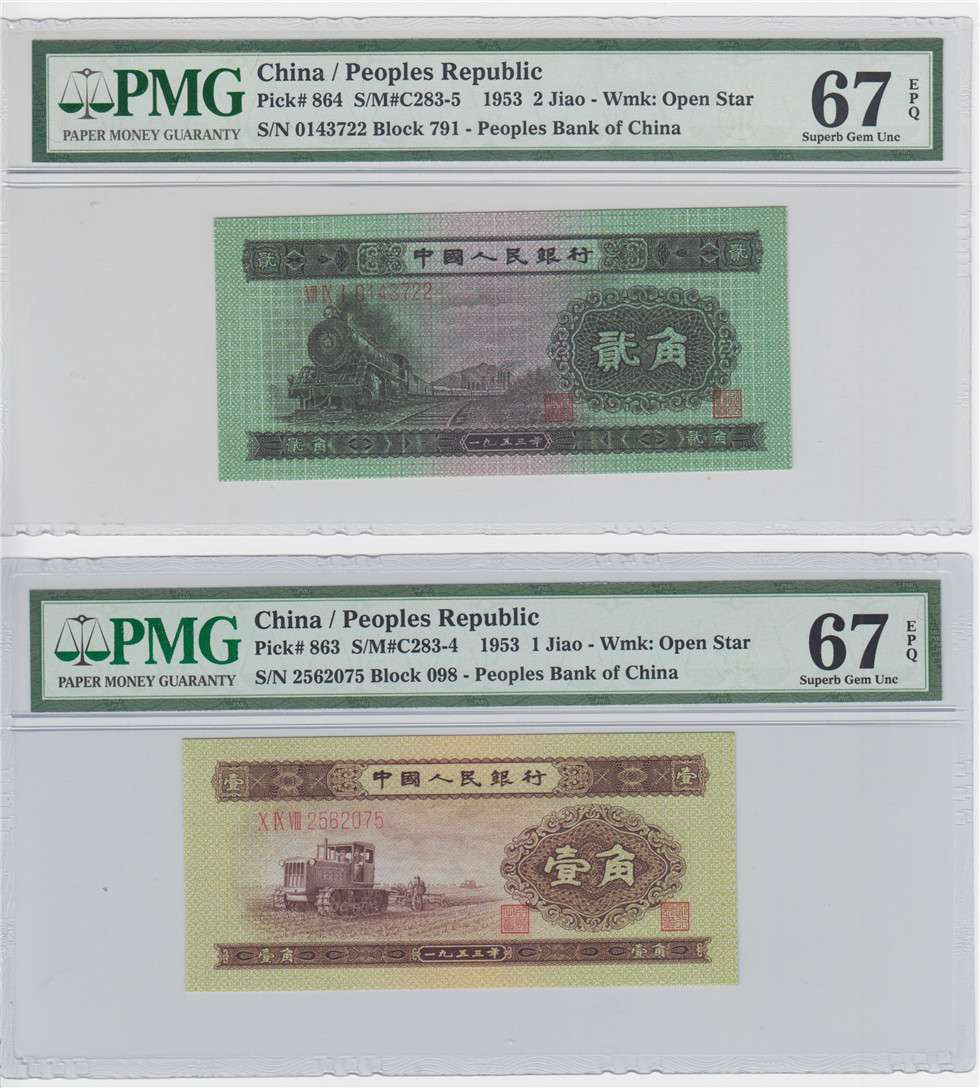 PMG
PAPER MONEY GUARANTY
China / Peoples Republic
Pick# 864 S/M#C283-5 1953 2 Jiao - Wmk: Open Star
S/N 0143722 Block 791 - Peoples Bank of China
67
EPQ
Superb Gem Unc
貳 中國人民銀行 貳
VIII IX I 0143722
貳角
貳角 一九五三年 貳角
PMG
PAPER MONEY GUARANTY
China / Peoples Republic
Pick# 863 S/M#C283-4 1953 1 Jiao - Wmk: Open Star
S/N 2562075 Block 098 - Peoples Bank of China
67
EPQ
Superb Gem Unc
壹 中國人民銀行 壹
X IX VIII 2562075
壹角
壹角 一九五三年 壹角